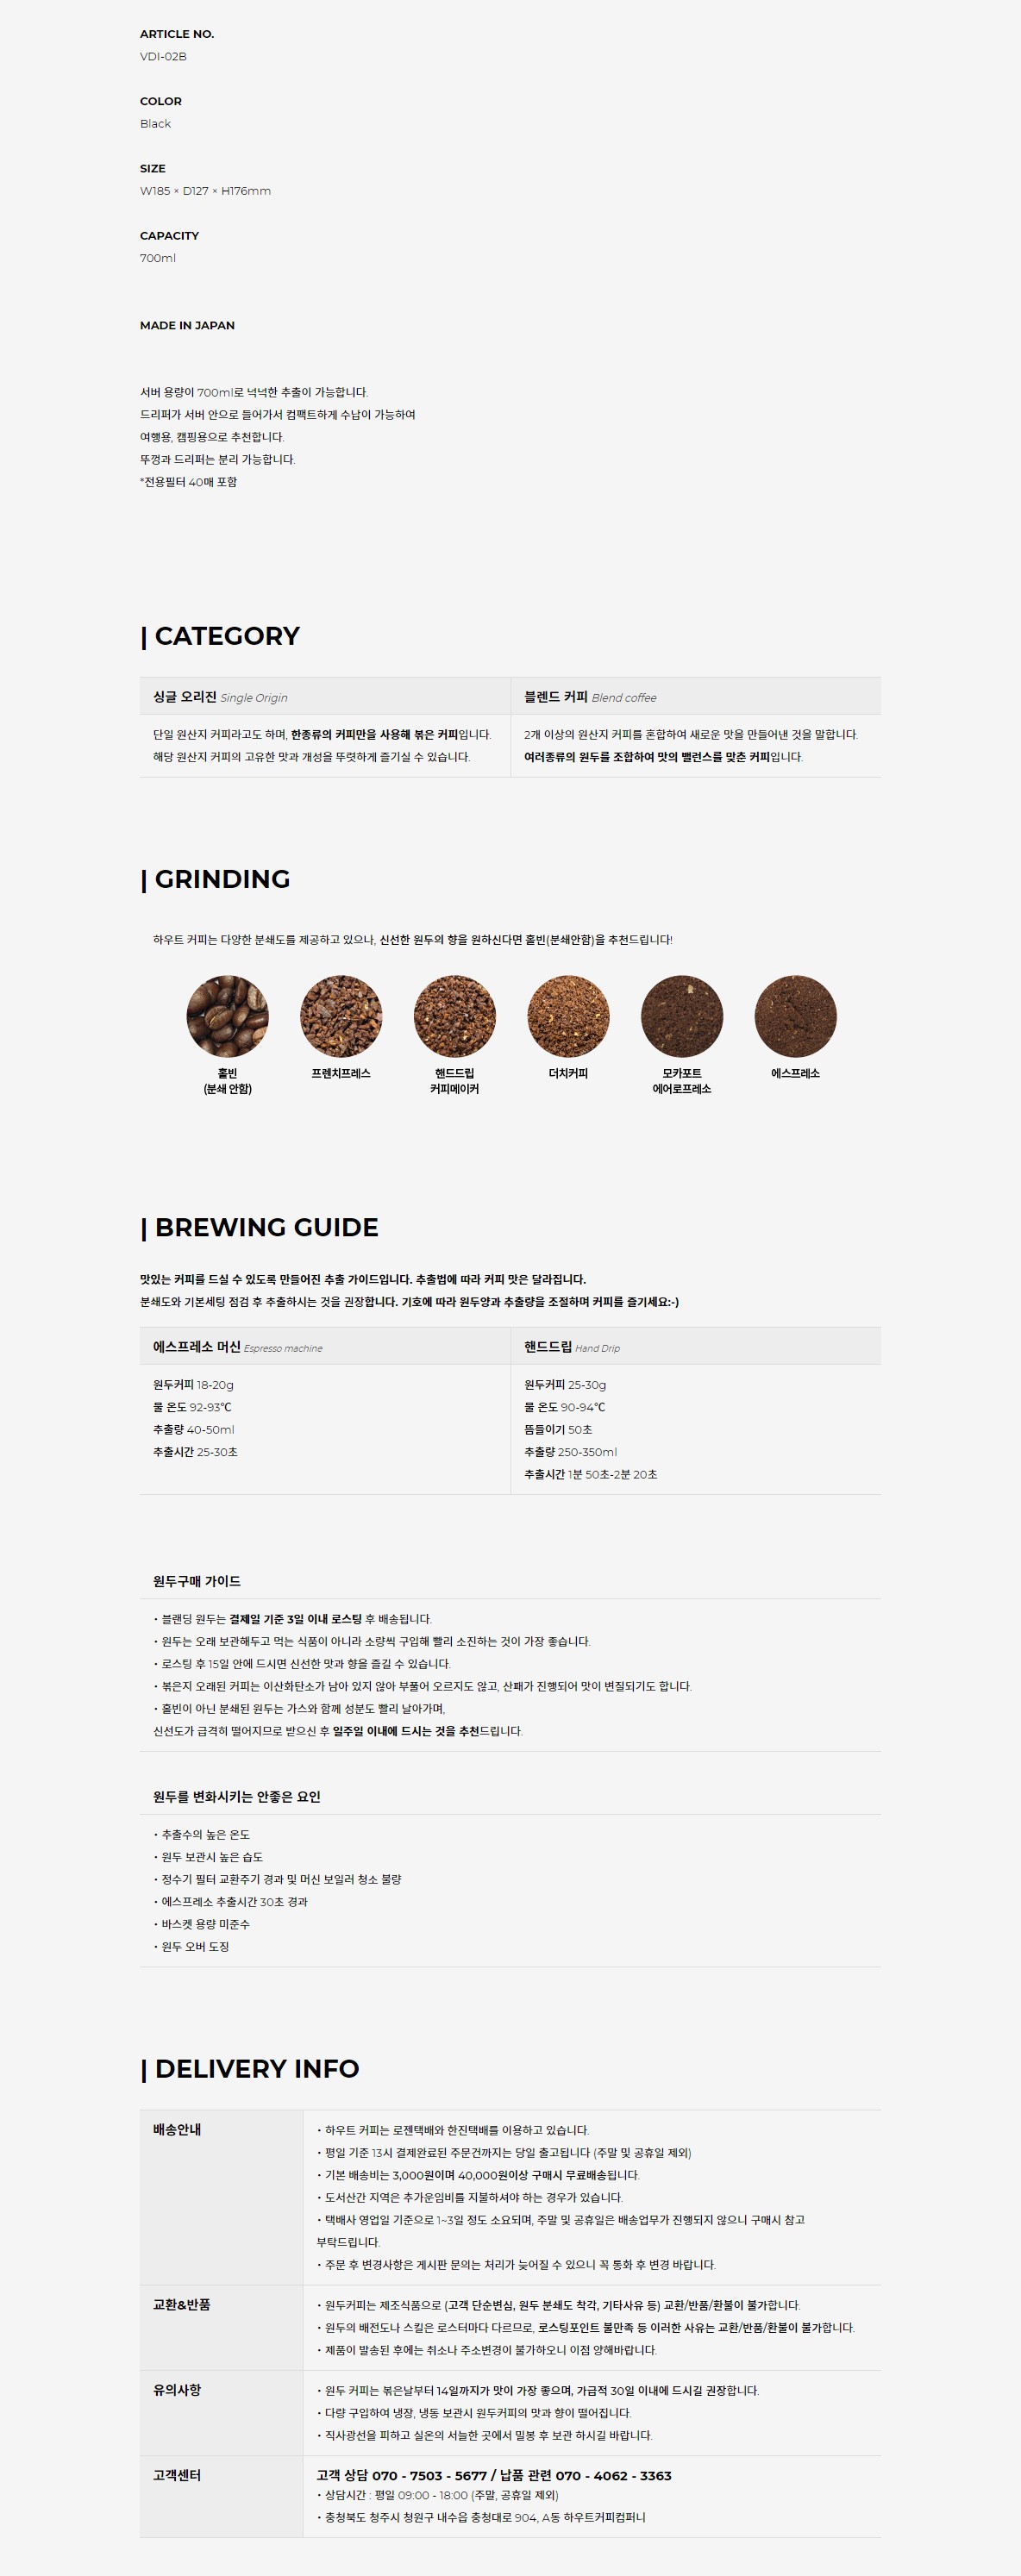 ARTICLE NO.
VDI-02B
COLOR
Black
SIZE
W185 × D127 × H176mm
CAPACITY
700ml
MADE IN JAPAN
서버 용량이 700ml로 넉넉한 추출이 가능합니다.
드리퍼가 서버 안으로 들어가서 컴팩트하게 수납이 가능하여
여행용, 캠핑용으로 추천합니다.
뚜껑과 드리퍼는 분리 가능합니다.
*전용필터 40매 포함
| CATEGORY
싱글 오리진 Single Origin
블렌드 커피 Blend coffee
단일 원산지 커피라고도 하며, 한종류의 커피만을 사용해 볶은 커피입니다.
해당 원산지 커피의 고유한 맛과 개성을 뚜렷하게 즐기실 수 있습니다.
2개 이상의 원산지 커피를 혼합하여 새로운 맛을 만들어낸 것을 말합니다.
여러종류의 원두를 조합하여 맛의 밸런스를 맞춘 커피입니다.
| GRINDING
하우트 커피는 다양한 분쇄도를 제공하고 있으나, 신선한 원두의 향을 원하신다면 홀빈(분쇄안함)을 추천드립니다!
홀빈
(분쇄 안함)
프렌치프레스
핸드드립
커피메이커
더치커피
모카포트
에어로프레소
에스프레소
| BREWING GUIDE
맛있는 커피를 드실 수 있도록 만들어진 추출 가이드입니다. 추출법에 따라 커피 맛은 달라집니다.
분쇄도와 기본세팅 점검 후 추출하시는 것을 권장합니다. 기호에 따라 원두양과 추출량을 조절하며 커피를 즐기세요:-)
에스프레소 머신 Espresso machine
핸드드립 Hand Drip
원두커피 18-20g
물 온도 92-93℃
추출량 40-50ml
추출시간 25-30초
원두커피 25-30g
물 온도 90-94℃
뜸들이기 50초
추출량 250-350ml
추출시간 1분 50초-2분 20초
원두구매 가이드
• 블랜딩 원두는 결제일 기준 3일 이내 로스팅 후 배송됩니다.
• 원두는 오래 보관해두고 먹는 식품이 아니라 소량씩 구입해 빨리 소진하는 것이 가장 좋습니다.
• 로스팅 후 15일 안에 드시면 신선한 맛과 향을 즐길 수 있습니다.
• 볶은지 오래된 커피는 이산화탄소가 남아 있지 않아 부풀어 오르지도 않고, 산패가 진행되어 맛이 변질되기도 합니다.
• 홀빈이 아닌 분쇄된 원두는 가스와 함께 성분도 빨리 날아가며,
신선도가 급격히 떨어지므로 받으신 후 일주일 이내에 드시는 것을 추천드립니다.
원두를 변화시키는 안좋은 요인
• 추출수의 높은 온도
• 원두 보관시 높은 습도
• 정수기 필터 교환주기 경과 및 머신 보일러 청소 불량
• 에스프레소 추출시간 30초 경과
• 바스켓 용량 미준수
• 원두 오버 도징
| DELIVERY INFO
배송안내
• 하우트 커피는 로젠택배와 한진택배를 이용하고 있습니다.
• 평일 기준 13시 결제완료된 주문건까지는 당일 출고됩니다 (주말 및 공휴일 제외)
• 기본 배송비는 3,000원이며 40,000원이상 구매시 무료배송됩니다.
• 도서산간 지역은 추가운임비를 지불하셔야 하는 경우가 있습니다.
• 택배사 영업일 기준으로 1~3일 정도 소요되며, 주말 및 공휴일은 배송업무가 진행되지 않으니 구매시 참고
부탁드립니다.
• 주문 후 변경사항은 게시판 문의는 처리가 늦어질 수 있으니 꼭 통화 후 변경 바랍니다.
교환&반품
• 원두커피는 제조식품으로 (고객 단순변심, 원두 분쇄도 착각, 기타사유 등) 교환/반품/환불이 불가합니다.
• 원두의 배전도나 스킬은 로스터마다 다르므로, 로스팅포인트 불만족 등 이러한 사유는 교환/반품/환불이 불가합니다.
• 제품이 발송된 후에는 취소나 주소변경이 불가하오니 이점 양해바랍니다.
유의사항
• 원두 커피는 볶은날부터 14일까지가 맛이 가장 좋으며, 가급적 30일 이내에 드시길 권장합니다.
• 다량 구입하여 냉장, 냉동 보관시 원두커피의 맛과 향이 떨어집니다.
• 직사광선을 피하고 실온의 서늘한 곳에서 밀봉 후 보관 하시길 바랍니다.
고객센터
고객 상담 070 - 7503 - 5677 / 납품 관련 070 - 4062 - 3363
• 상담시간 : 평일 09:00 - 18:00 (주말, 공휴일 제외)
• 충청북도 청주시 청원구 내수읍 충청대로 904, A동 하우트커피컴퍼니